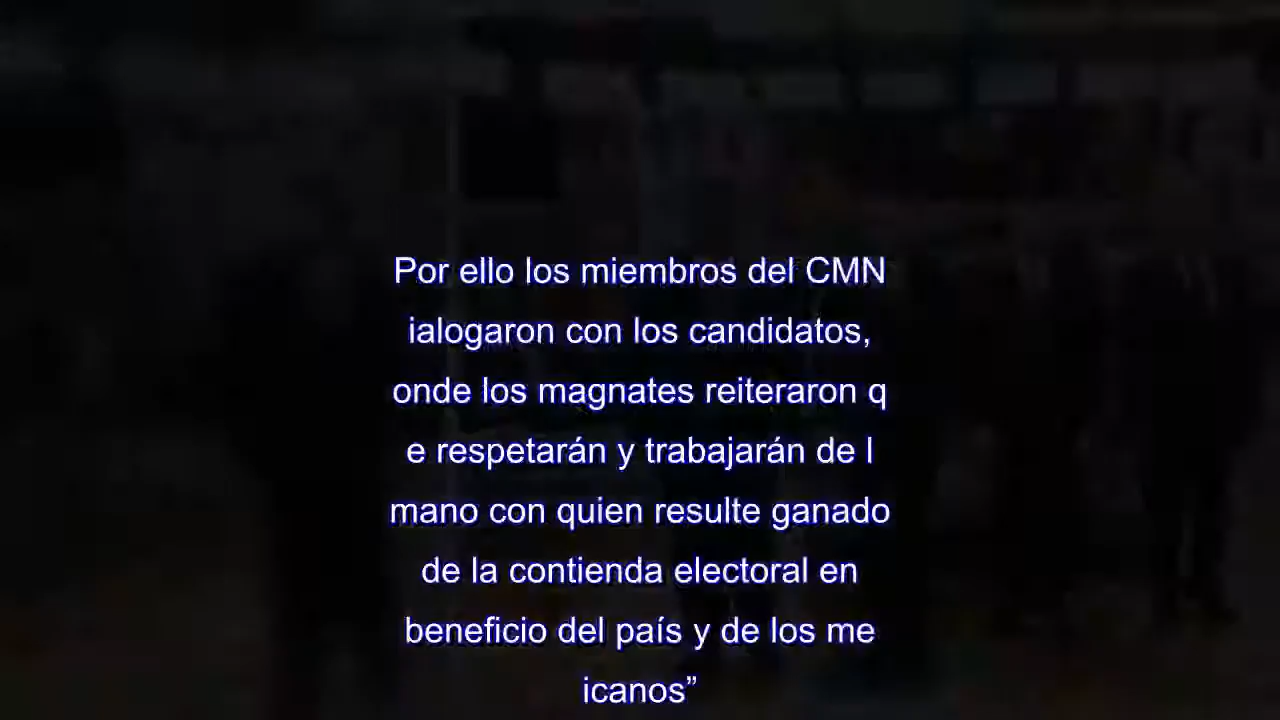 Por ello los miembros del CMN
ialogaron con los candidatos,
onde los magnates reiteraron q
e respetarán y trabajarán de l
mano con quien resulte ganado
de la contienda electoral en
beneficio del país y de los me
icanos”